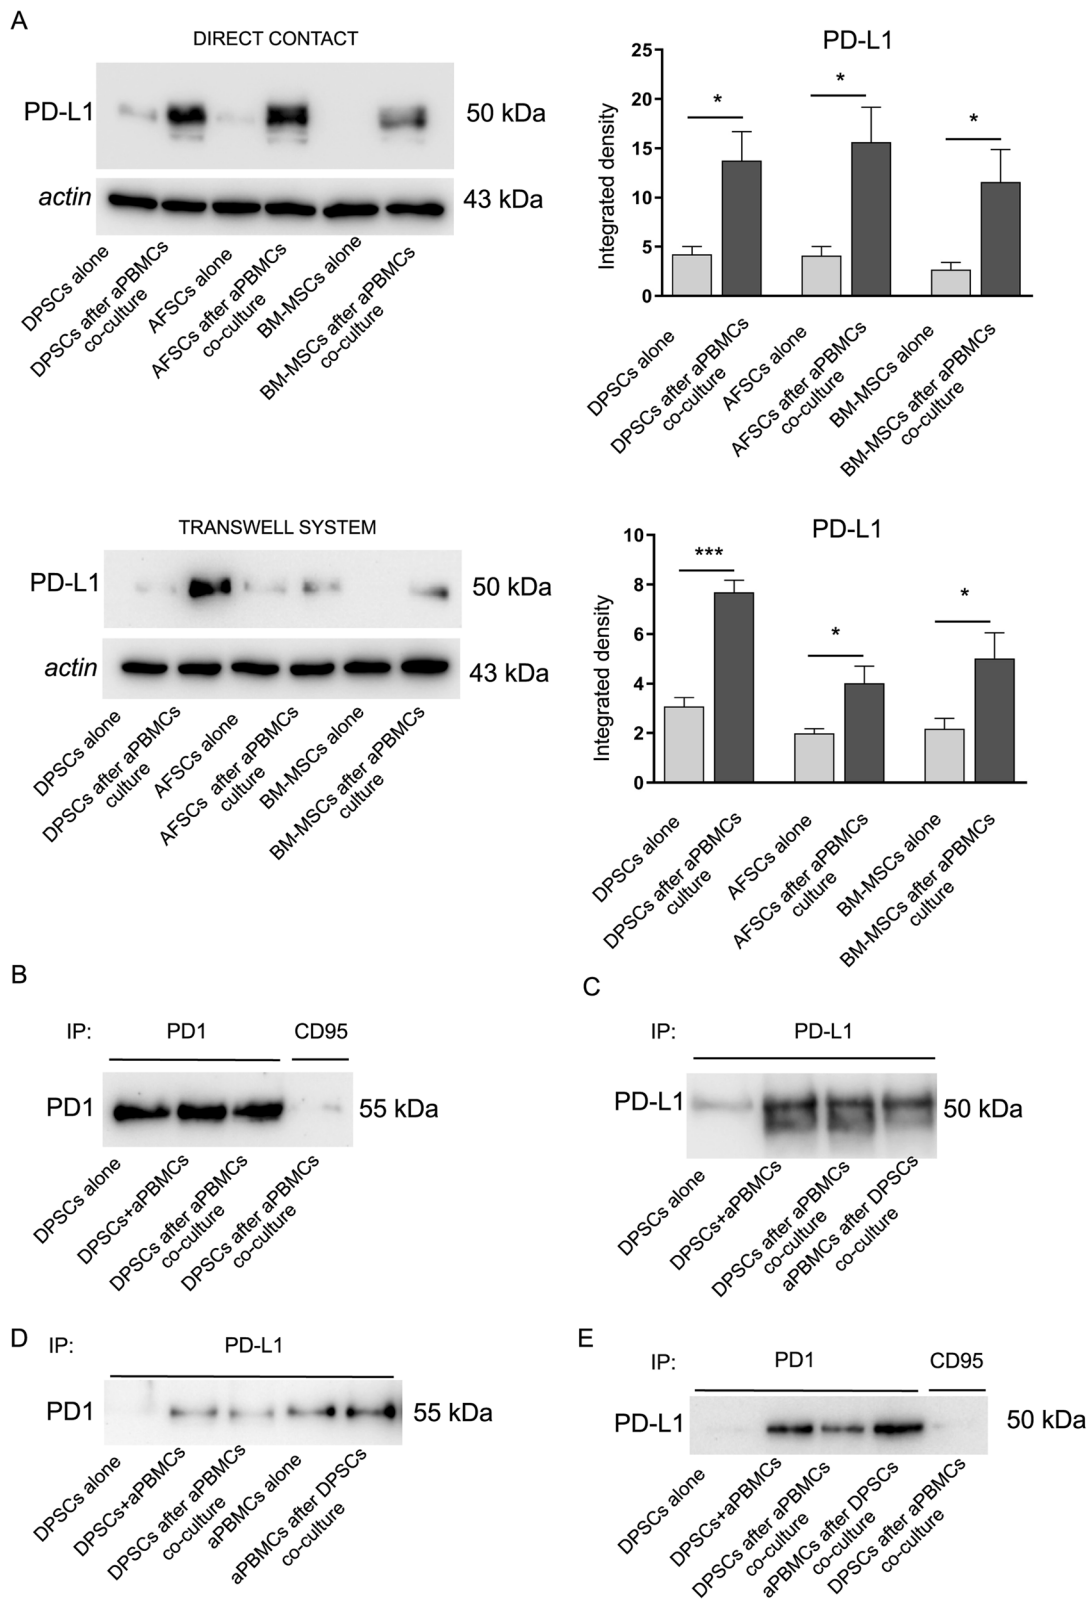 A
DIRECT CONTACT
PD-L1
50 kDa
actin
43 kDa
DPSCs alone
DPSCs after aPBMCs
co-culture
AFSCs alone
AFSCs after aPBMCs
co-culture
BM-MSCs alone
BM-MSCs after aPBMCs
co-culture
PD-L1
Integrated density
25
20
15
10
5
0
*
*
*
DPSCs alone
DPSCs after aPBMCs
co-culture
AFSCs alone
AFSCs after aPBMCs
co-culture
BM-MSCs alone
BM-MSCs after aPBMCs
co-culture
TRANSWELL SYSTEM
PD-L1
50 kDa
actin
43 kDa
DPSCs alone
DPSCs after aPBMCs
culture
AFSCs alone
AFSCs after aPBMCs
culture
BM-MSCs alone
BM-MSCs after aPBMCs
culture
PD-L1
Integrated density
10
8
6
4
2
0
***
*
*
DPSCs alone
DPSCs after aPBMCs
culture
AFSCs alone
AFSCs after aPBMCs
culture
BM-MSCs alone
BM-MSCs after aPBMCs
culture
B
IP:
PD1
CD95
PD1
55 kDa
DPSCs alone
DPSCs+aPBMCs
DPSCs after aPBMCs
co-culture
DPSCs after aPBMCs
co-culture
C
IP:
PD-L1
PD-L1
50 kDa
DPSCs alone
DPSCs+aPBMCs
DPSCs after aPBMCs
co-culture
aPBMCs after DPSCs
co-culture
D
IP:
PD-L1
PD1
55 kDa
DPSCs alone
DPSCs+aPBMCs
DPSCs after aPBMCs
co-culture
aPBMCs alone
aPBMCs after DPSCs
co-culture
E
IP:
PD1
CD95
PD-L1
50 kDa
DPSCs alone
DPSCs+aPBMCs
DPSCs after aPBMCs
co-culture
aPBMCs after DPSCs
co-culture
DPSCs after aPBMCs
co-culture